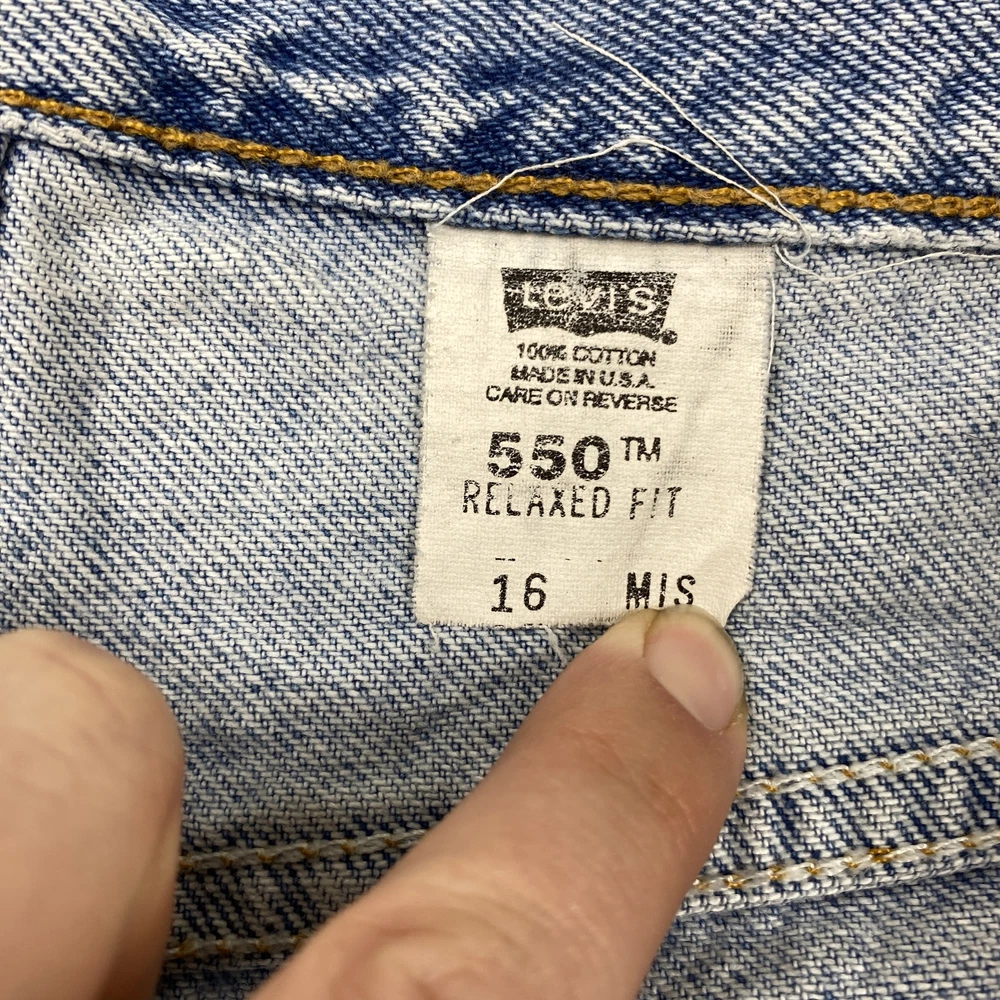 Levi's
100% COTTON
MADE IN U.S.A.
CARE ON REVERSE
550™
RELAXED FIT
16 MIS